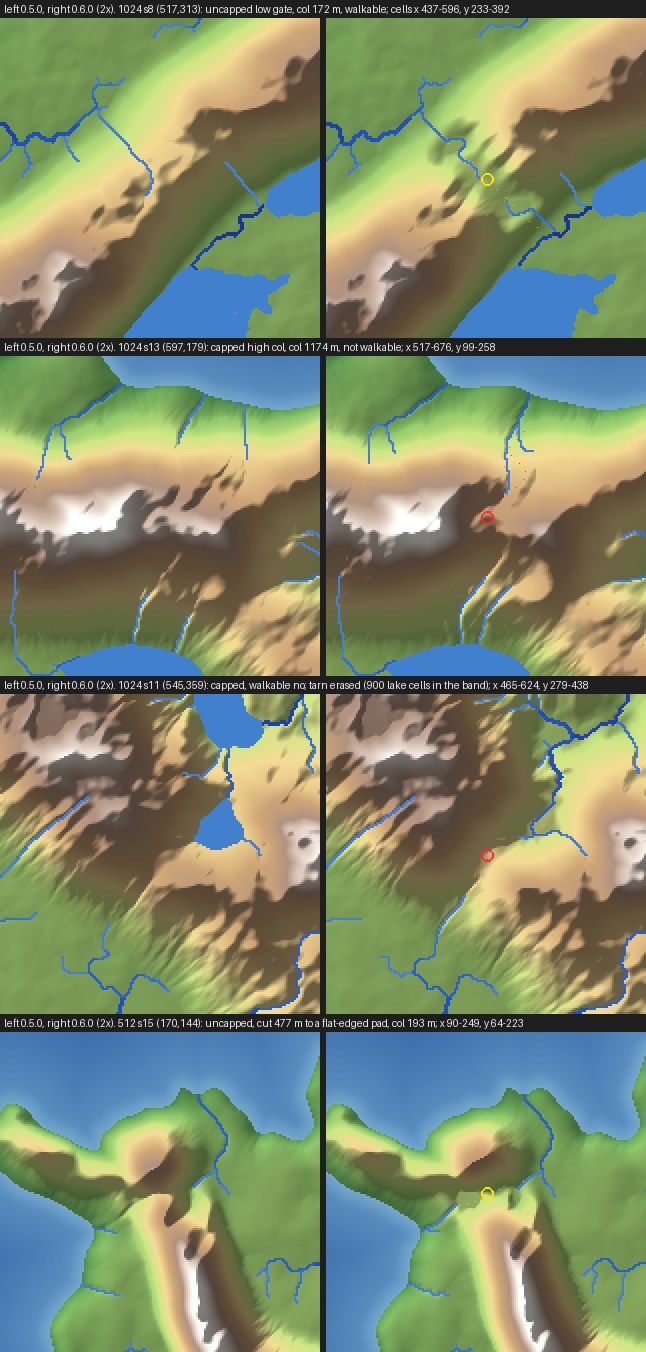 left 0.5.0, right 0.6.0 (2x). 1024 s8 (517,313): uncapped low gate, col 172 m, walkable; cells x 437-596, y 233-392
left 0.5.0, right 0.6.0 (2x). 1024 s13 (597,179): capped high col, col 1174 m, not walkable; x 517-676, y 99-258
left 0.5.0, right 0.6.0 (2x). 1024 s11 (545,359): capped, walkable no; tarn erased (900 lake cells in the band); x 465-624, y 279-438
left 0.5.0, right 0.6.0 (2x). 512 s15 (170,144): uncapped, cut 477 m to a flat-edged pad, col 193 m; x 90-249, y 64-223